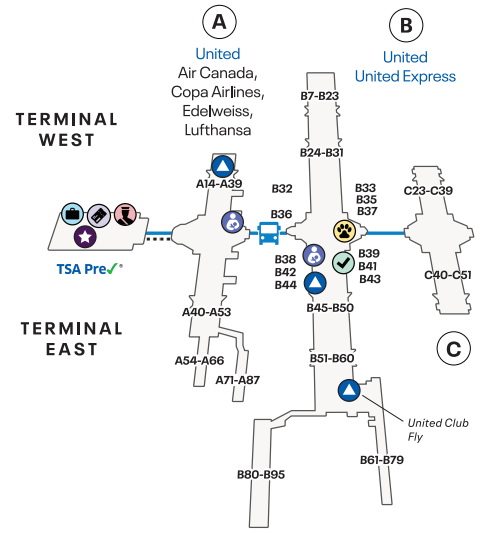 A
United
Air Canada,
Copa Airlines,
Edelweiss,
Lufthansa
B
United
United Express
TERMINAL
WEST
B7-B23
B24-B31
A14-A39
B32
B36
B33
B35
B37
C23-C39
TSA Pre✓®
B38
B42
B44
B39
B41
B43
C40-C51
TERMINAL
EAST
A40-A53
B45-B50
C
A54-A66
A71-A87
B51-B60
United Club
Fly
B80-B95
B61-B79